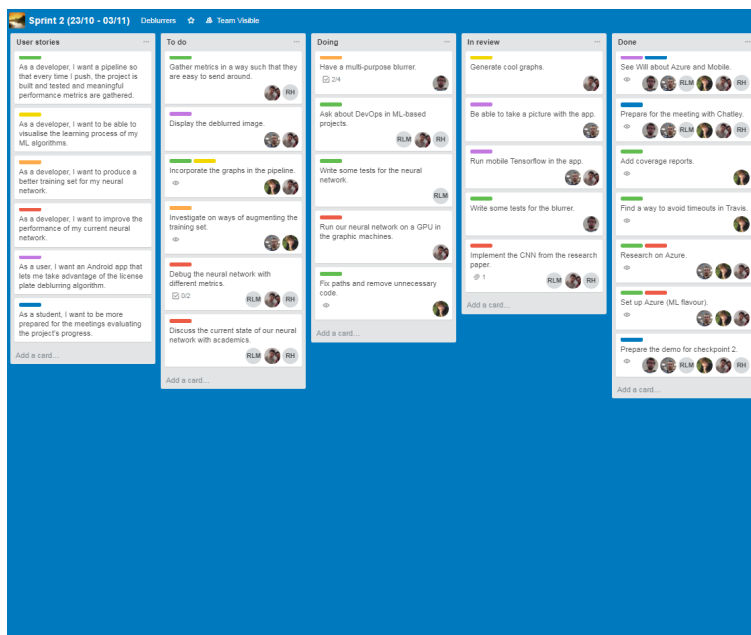 Sprint 2 (23/10 - 03/11) Deblurrers Team Visible
User stories
As a developer, I want a pipeline so
that every time I push, the project is
built and tested and meaningful
performance metrics are gathered.
As a developer, I want to be able to
visualise the learning process of my
ML algorithms.
As a developer, I want to produce a
better training set for my neural
network.
As a developer, I want to improve the
performance of my current neural
network.
As a user, I want an Android app that
lets me take advantage of the license
plate deblurring algorithm.
As a student, I want to be more
prepared for the meetings evaluating
the project's progress.
Add a card...
To do
Gather metrics in a way such that they
are easy to send around.
RH
Display the deblurred image.
Incorporate the graphs in the pipeline.
Investigate on ways of augmenting the
training set.
Debug the neural network with
different metrics.
0/2 RLM RH
Discuss the current state of our neural
network with academics.
RLM RH
Add a card...
Doing
Have a multi-purpose blurrer.
2/4
Ask about DevOps in ML-based
projects.
RLM RH
Write some tests for the neural
network.
RLM
Run our neural network on a GPU in
the graphic machines.
Fix paths and remove unnecessary
code.
Add a card...
In review
Generate cool graphs.
Be able to take a picture with the app.
Run mobile Tensorflow in the app.
Write some tests for the blurrer.
Implement the CNN from the research
paper.
1 RLM RH
Add a card...
Done
See Will about Azure and Mobile.
RLM RH
Prepare for the meeting with Chatley.
RLM RH
Add coverage reports.
Find a way to avoid timeouts in Travis.
Research on Azure.
Set up Azure (ML flavour).
Prepare the demo for checkpoint 2.
RLM RH
Add a card...